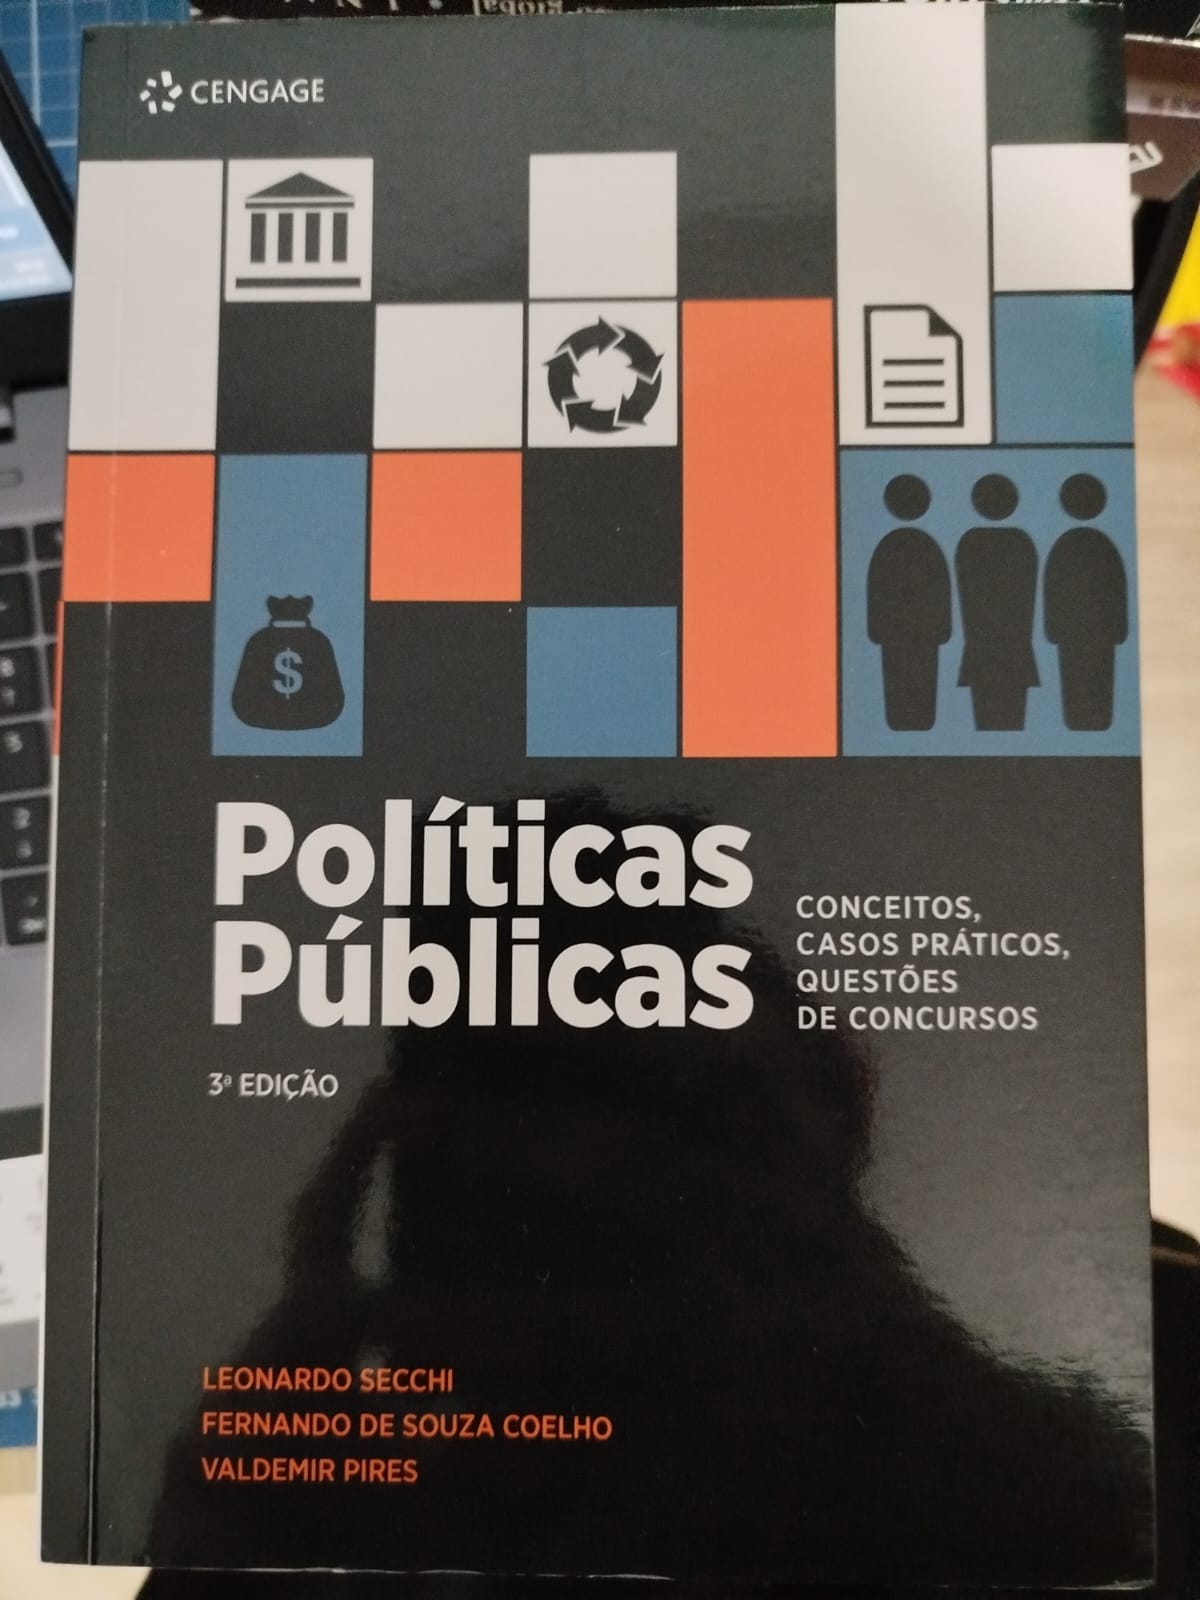 CENGAGE
$
Políticas
Públicas
CONCEITOS,
CASOS PRÁTICOS,
QUESTÕES
DE CONCURSOS
3ª EDIÇÃO
LEONARDO SECCHI
FERNANDO DE SOUZA COELHO
VALDEMIR PIRES